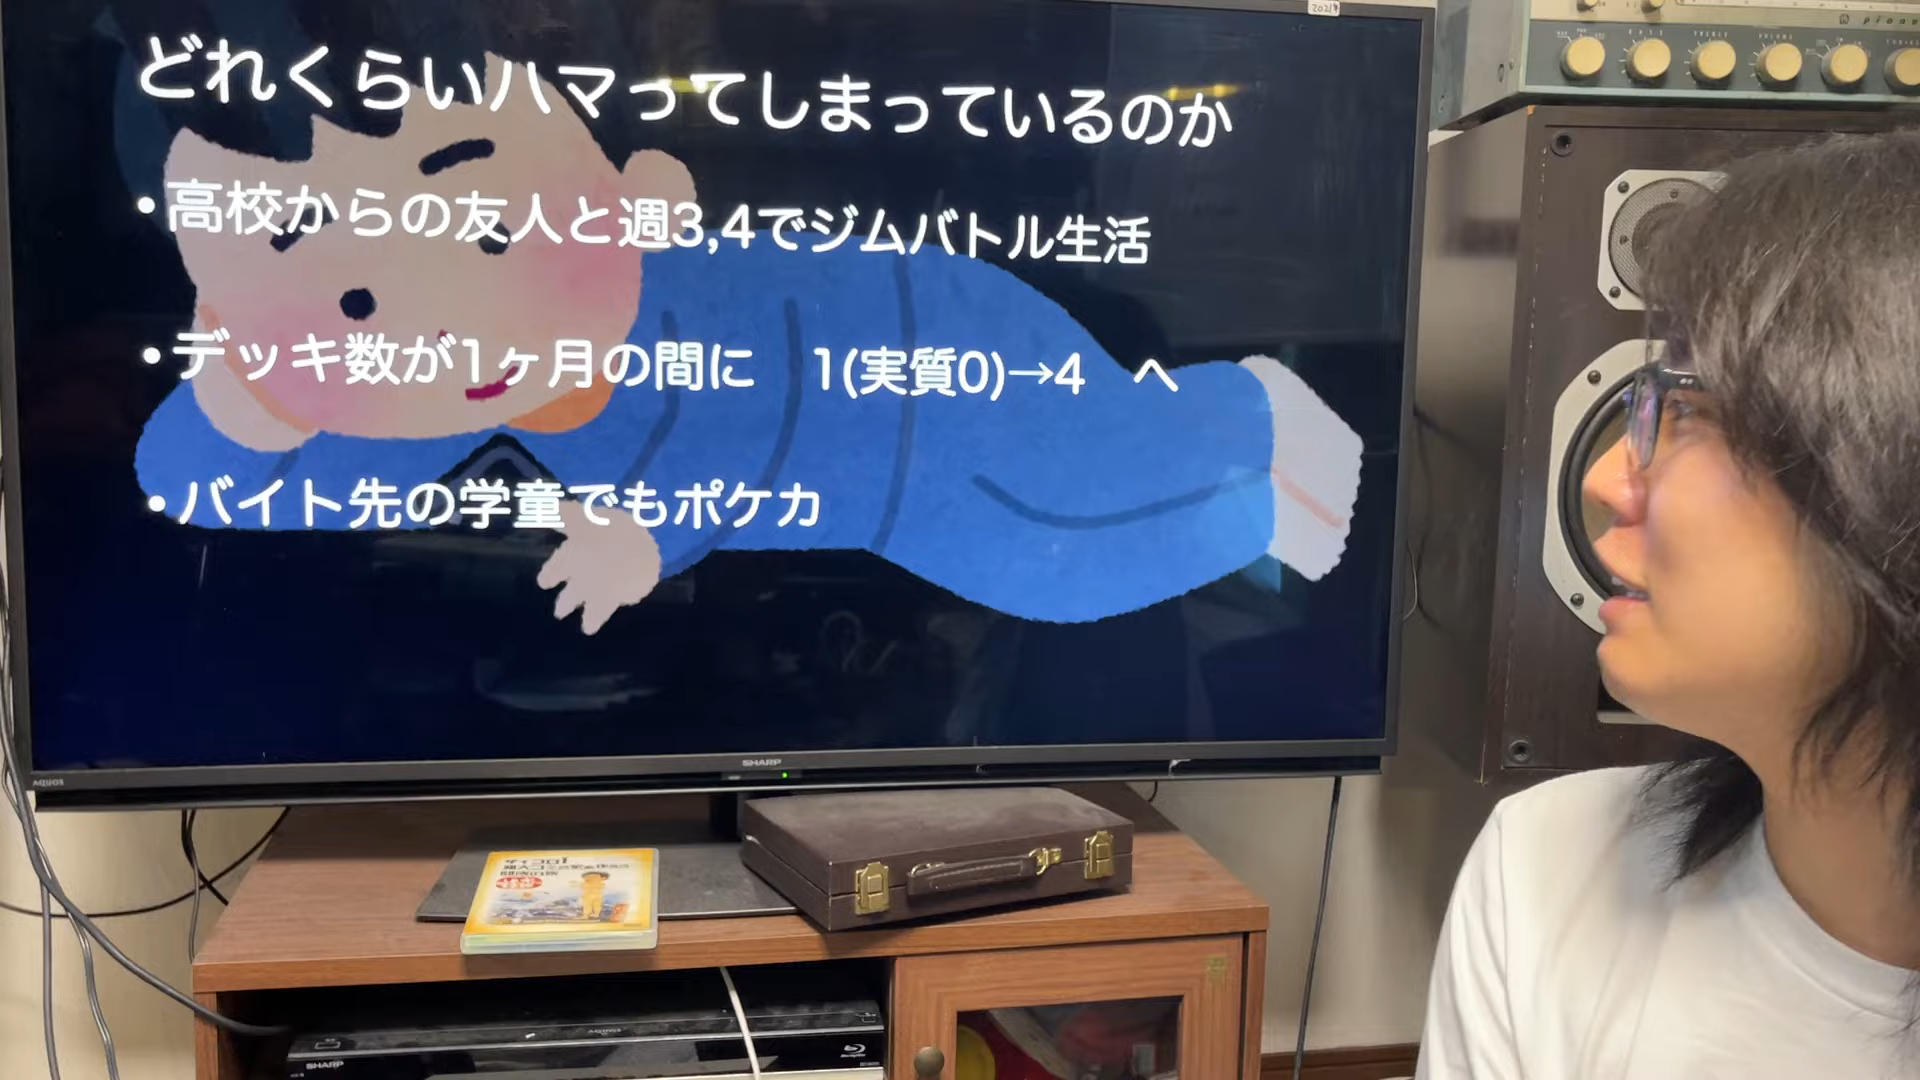 どれくらいハマってしまっているのか
・高校からの友人と週3,4でジムバトル生活
・デッキ数が1ヶ月の間に　1(実質0)→4　へ
・バイト先の学童でもポケカ
SHARP
AQUOS
SHARP